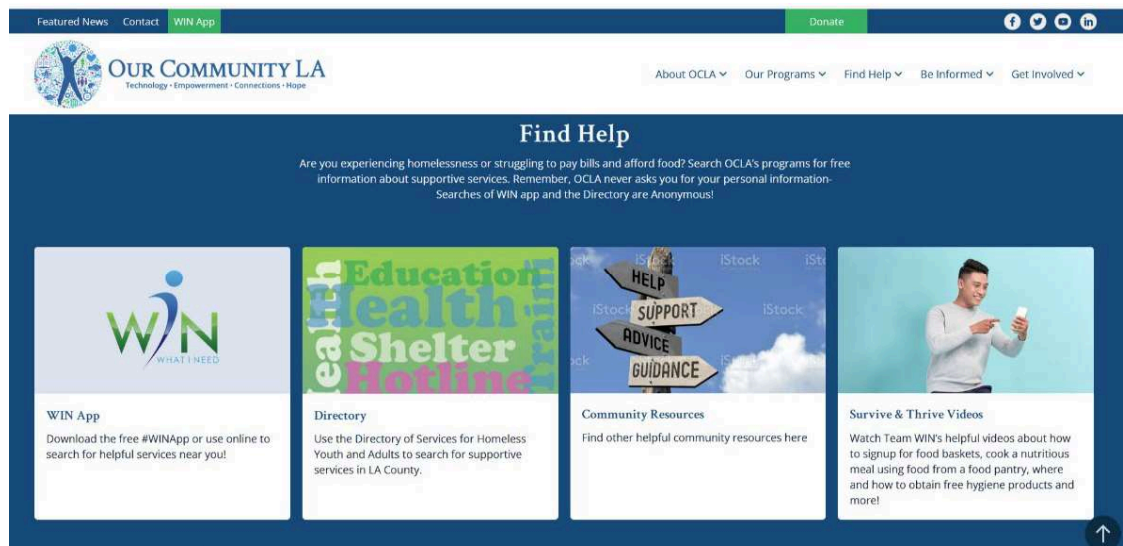 Featured News Contact WIN App Donate
OUR COMMUNITY LA
Technology • Empowerment • Connections • Hope
About OCLA Our Programs Find Help Be Informed Get Involved
Find Help
Are you experiencing homelessness or struggling to pay bills and afford food? Search OCLA's programs for free
information about supportive services. Remember, OCLA never asks you for your personal information-
Searches of WIN app and the Directory are Anonymous!
WIN
WHAT I NEED
WIN App
Download the free #WINApp or use online to
search for helpful services near you!
Education
Health
Shelter
Hotline
Health
Directory
Use the Directory of Services for Homeless
Youth and Adults to search for supportive
services in LA County.
iStock iStock
HELP
iStock SUPPORT iStock
ADVICE
GUIDANCE
Community Resources
Find other helpful community resources here
Survive & Thrive Videos
Watch Team WIN's helpful videos about how
to signup for food baskets, cook a nutritious
meal using food from a food pantry, where
and how to obtain free hygiene products and
more!